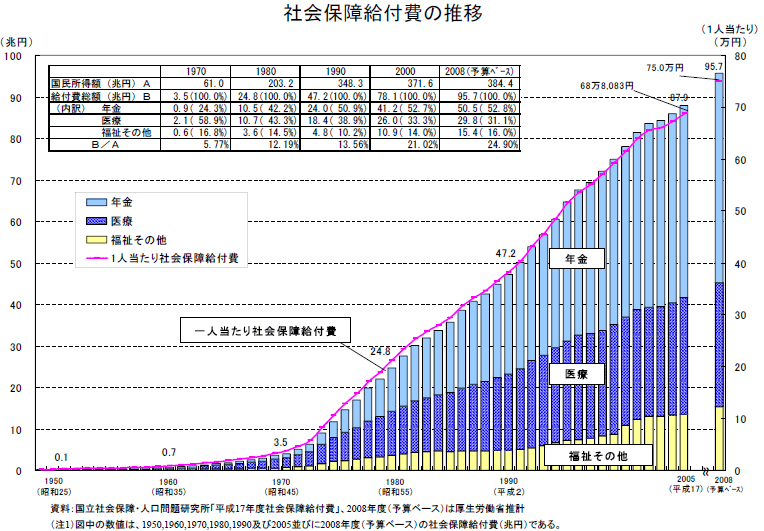 社会保障給付費の推移
(兆円)
(1人当たり)
(万円)
1970 1980 1990 2000 2008(予算ﾍﾞｰｽ)
国民所得額(兆円)A 61.0 203.2 348.3 371.6 384.4
給付費総額(兆円)B 3.5(100.0%) 24.8(100.0%) 47.2(100.0%) 78.1(100.0%) 95.7(100.0%)
(内訳) 年金 0.9( 24.3%) 10.5( 42.2%) 24.0( 50.9%) 41.2( 52.7%) 50.5( 52.8%)
医療 2.1( 58.9%) 10.7( 43.3%) 18.4( 38.9%) 26.0( 33.3%) 29.8( 31.1%)
福祉その他 0.6( 16.8%) 3.6( 14.5%) 4.8( 10.2%) 10.9( 14.0%) 15.4( 16.0%)
B/A 5.77% 12.19% 13.56% 21.02% 24.90%
75.0万円
95.7
68万8,083円
87.9
年金
医療
福祉その他
1人当たり社会保障給付費
一人当たり社会保障給付費
年金
医療
福祉その他
0.1
0.7
3.5
24.8
47.2
100
90
80
70
60
50
40
30
20
10
0
80
70
60
50
40
30
20
10
0
1950 1960 1970 1980 1990 2005 2008
(昭和25) (昭和35) (昭和45) (昭和55) (平成2) (平成17) (予算ﾍﾞｰｽ)
資料:国立社会保障・人口問題研究所「平成17年度社会保障給付費」、2008年度(予算ベース)は厚生労働省推計
(注1)図中の数値は、1950,1960,1970,1980,1990及び2005並びに2008年度(予算ベース)の社会保障給付費(兆円)である。